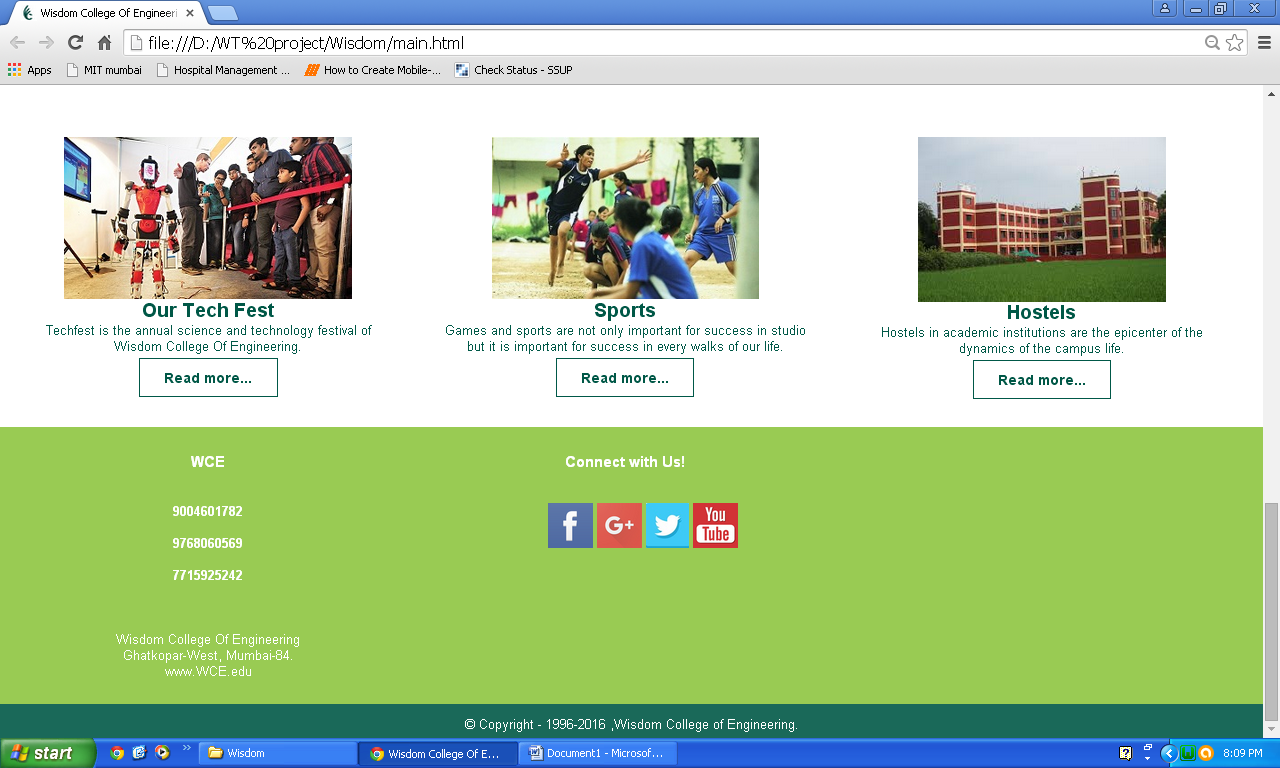 Wisdom College Of Engineeri
file:///D:/WT%20project/Wisdom/main.html
Apps MIT mumbai Hospital Management ... How to Create Mobile-... Check Status - SSUP
Our Tech Fest
Techfest is the annual science and technology festival of
Wisdom College Of Engineering.
Read more...
Sports
Games and sports are not only important for success in studio
but it is important for success in every walks of our life.
Read more...
Hostels
Hostels in academic institutions are the epicenter of the
dynamics of the campus life.
Read more...
WCE
9004601782
9768060569
7715925242
Wisdom College Of Engineering
Ghatkopar-West, Mumbai-84.
www.WCE.edu
Connect with Us!
f G+ You
Tube
© Copyright - 1996-2016 ,Wisdom College of Engineering.
start Wisdom Wisdom College Of E... Document1 - Microsof... 8:09 PM